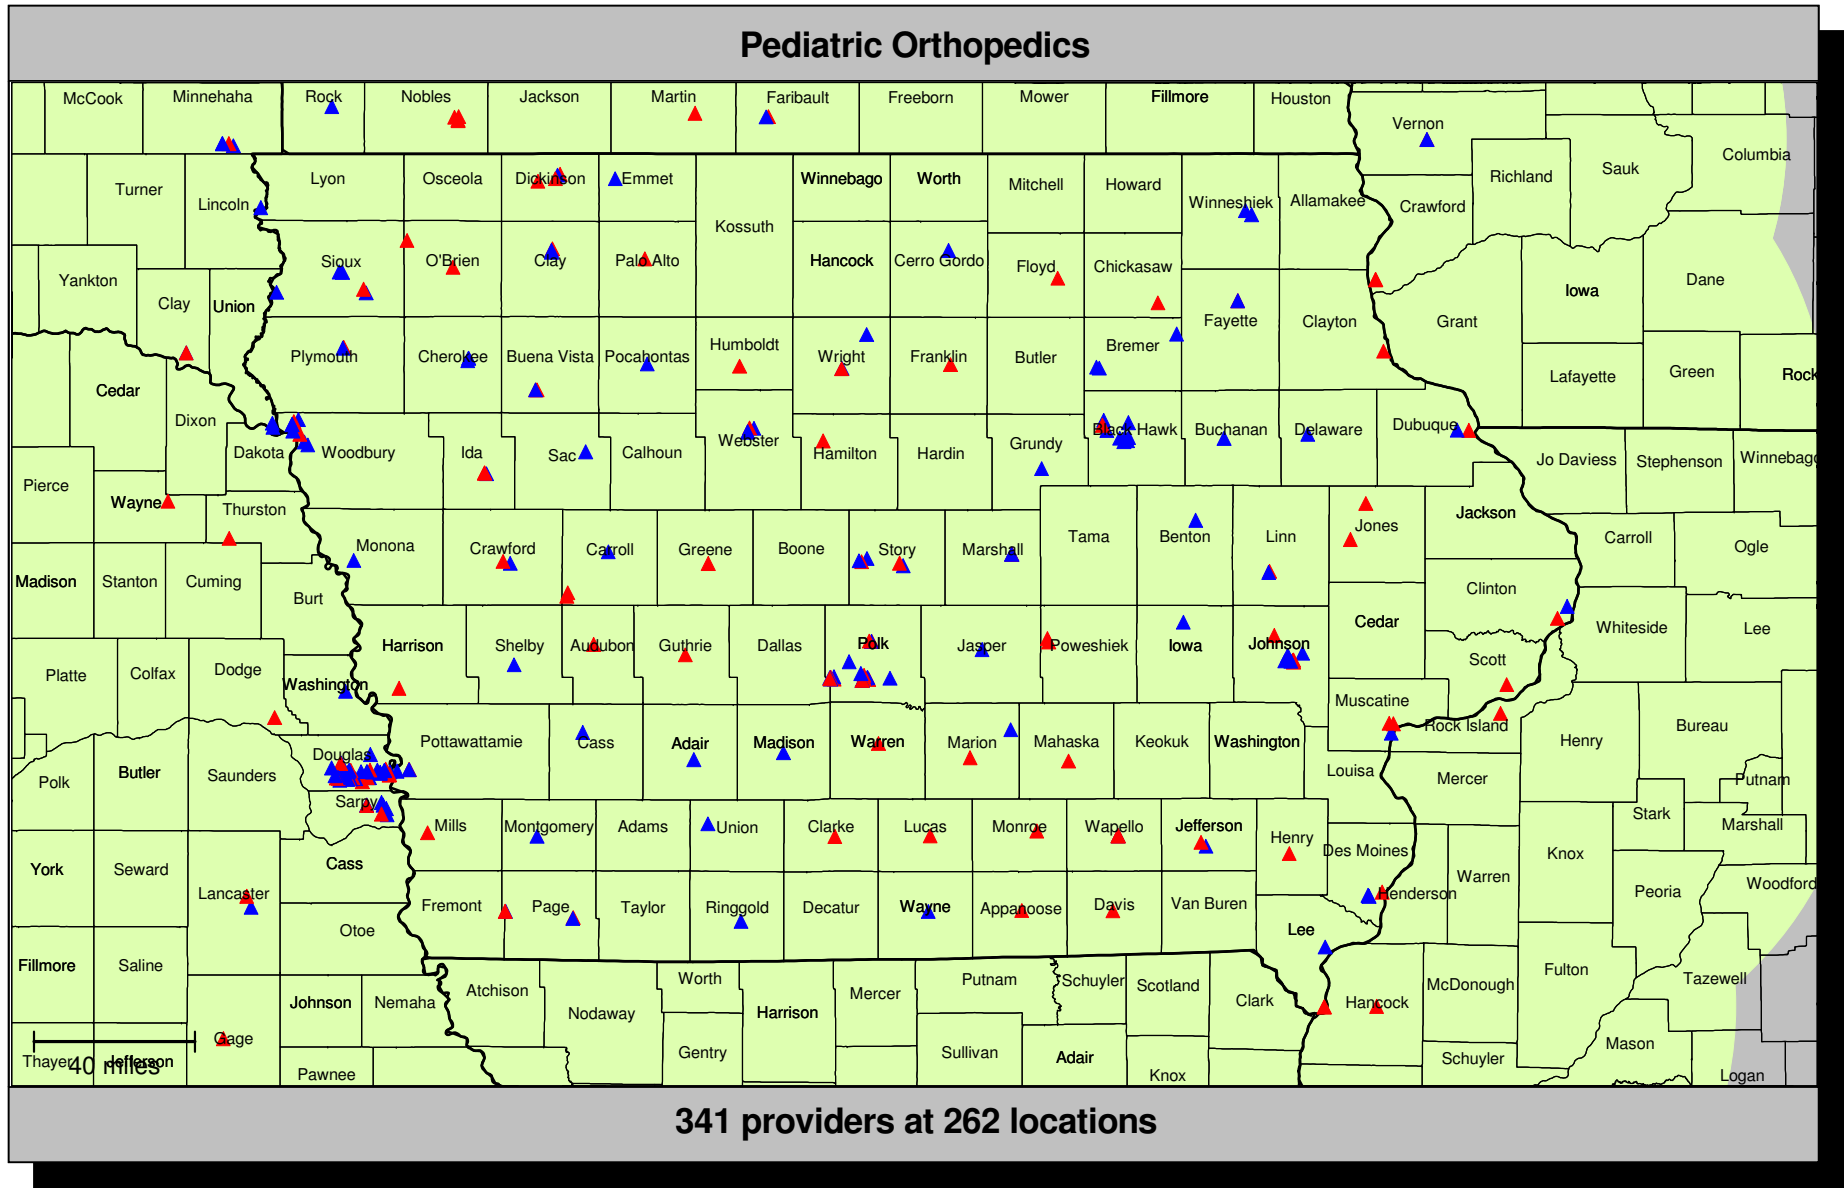 Pediatric Orthopedics
McCook Minnehaha Rock Nobles Jackson Martin Faribault Freeborn Mower Fillmore Houston
Vernon Columbia
Turner Lincoln Lyon Osceola Dickinson Emmet Winnebago Worth Mitchell Howard Winneshiek Allamakee Crawford Richland Sauk
Kossuth
Yankton Clay Union Sioux O'Brien Clay Palo Alto Hancock Cerro Gordo Floyd Chickasaw Iowa Dane
Fayette Clayton Grant
Cedar Plymouth Cherokee Buena Vista Pocahontas Humboldt Wright Franklin Butler Bremer Lafayette Green Rock
Dixon Dakota Woodbury Ida Sac Calhoun Webster Hamilton Hardin Grundy Black Hawk Buchanan Delaware Dubuque Jo Daviess Stephenson Winnebago
Pierce Wayne Thurston Jackson
Monona Crawford Carroll Greene Boone Story Marshall Tama Benton Linn Jones Carroll Ogle
Madison Stanton Cuming Burt Clinton
Harrison Shelby Audubon Guthrie Dallas Polk Jasper Poweshiek Iowa Johnson Cedar Whiteside Lee
Platte Colfax Dodge Washington Scott
Muscatine Rock Island Bureau
Douglas Pottawattamie Cass Adair Madison Warren Marion Mahaska Keokuk Washington Henry
Polk Butler Saunders Louisa Mercer Putnam
Sarpy Mills Montgomery Adams Union Clarke Lucas Monroe Wapello Jefferson Henry Des Moines Stark Marshall
York Seward Cass Knox
Lancaster Fremont Page Taylor Ringgold Decatur Wayne Appanoose Davis Van Buren Henderson Warren Peoria Woodford
Otoe Lee
Fillmore Saline Atchison Worth Putnam Schuyler Scotland McDonough Fulton Tazewell
Johnson Nemaha Nodaway Harrison Mercer Clark Hancock
Gage Gentry Sullivan Adair Schuyler Mason
Thayer Jefferson Pawnee Knox Logan
40 miles
341 providers at 262 locations